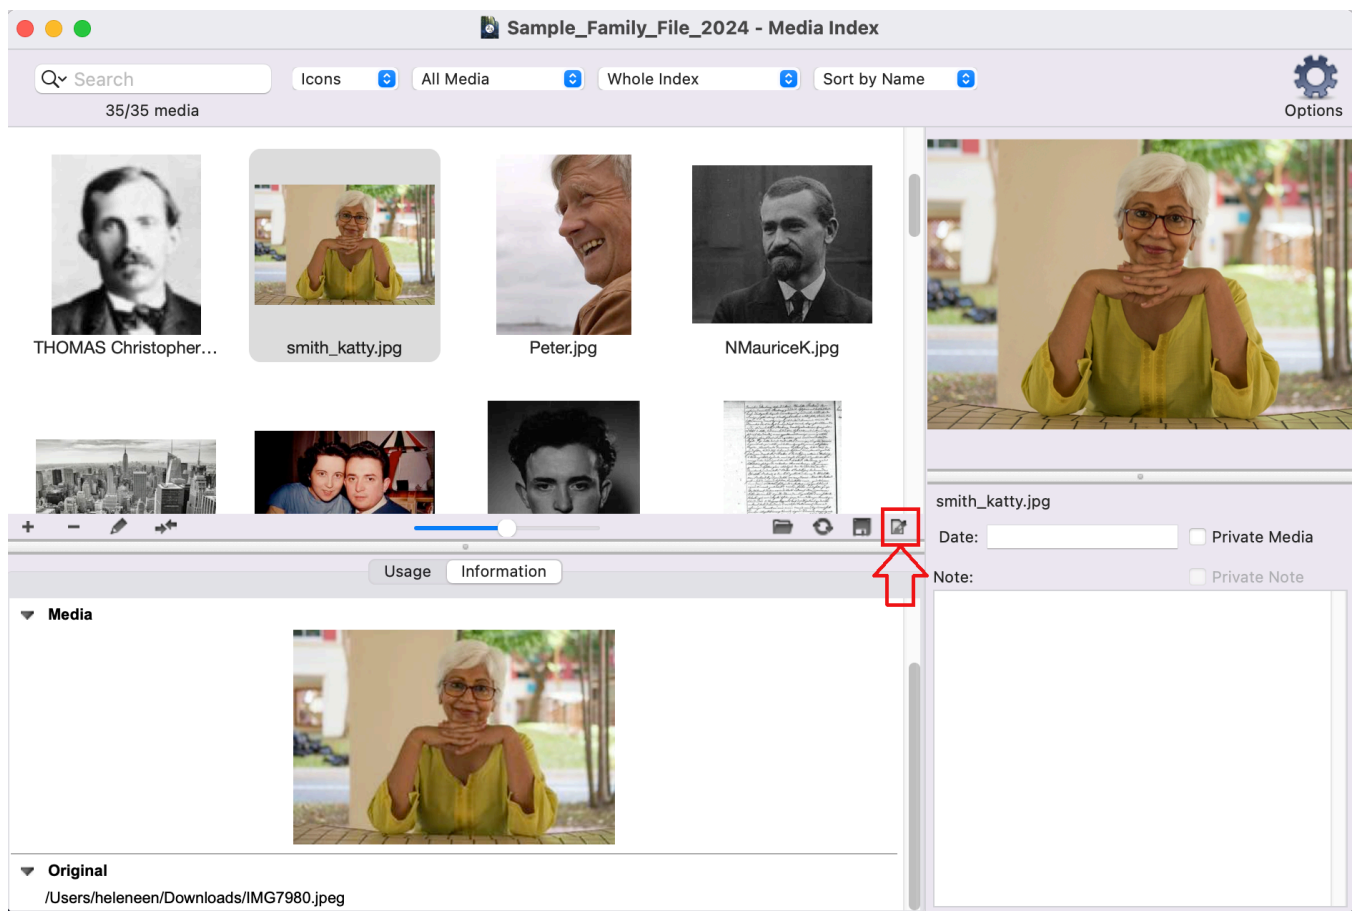 Sample_Family_File_2024 - Media Index
Search
Icons
All Media
Whole Index
Sort by Name
35/35 media
Options
THOMAS Christopher...
smith_katty.jpg
Peter.jpg
NMauriceK.jpg
smith_katty.jpg
Date:
Private Media
Note:
Private Note
Usage
Information
Media
Original
/Users/heleneen/Downloads/IMG7980.jpeg